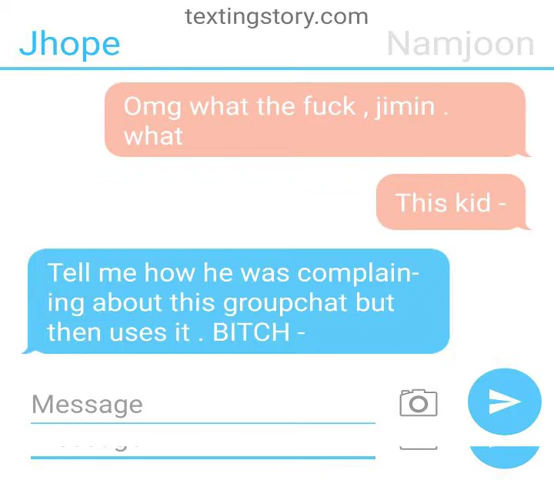 textingstory.com
Jhope Namjoon
Omg what the fuck , jimin .
what
This kid -
Tell me how he was complain-
ing about this groupchat but
then uses it . BITCH -
Message